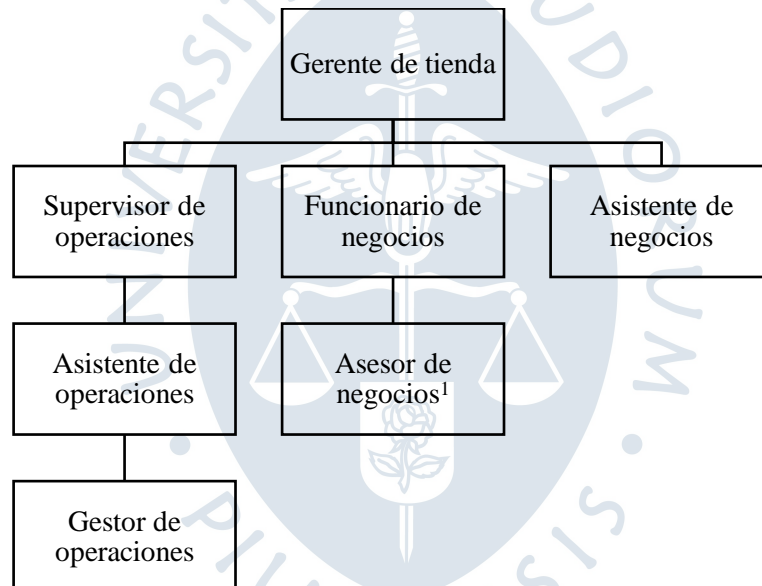 Gerente de tienda
Supervisor de
operaciones
Funcionario de
negocios
Asistente de
negocios
Asistente de
operaciones
Asesor de
negocios¹
Gestor de
operaciones